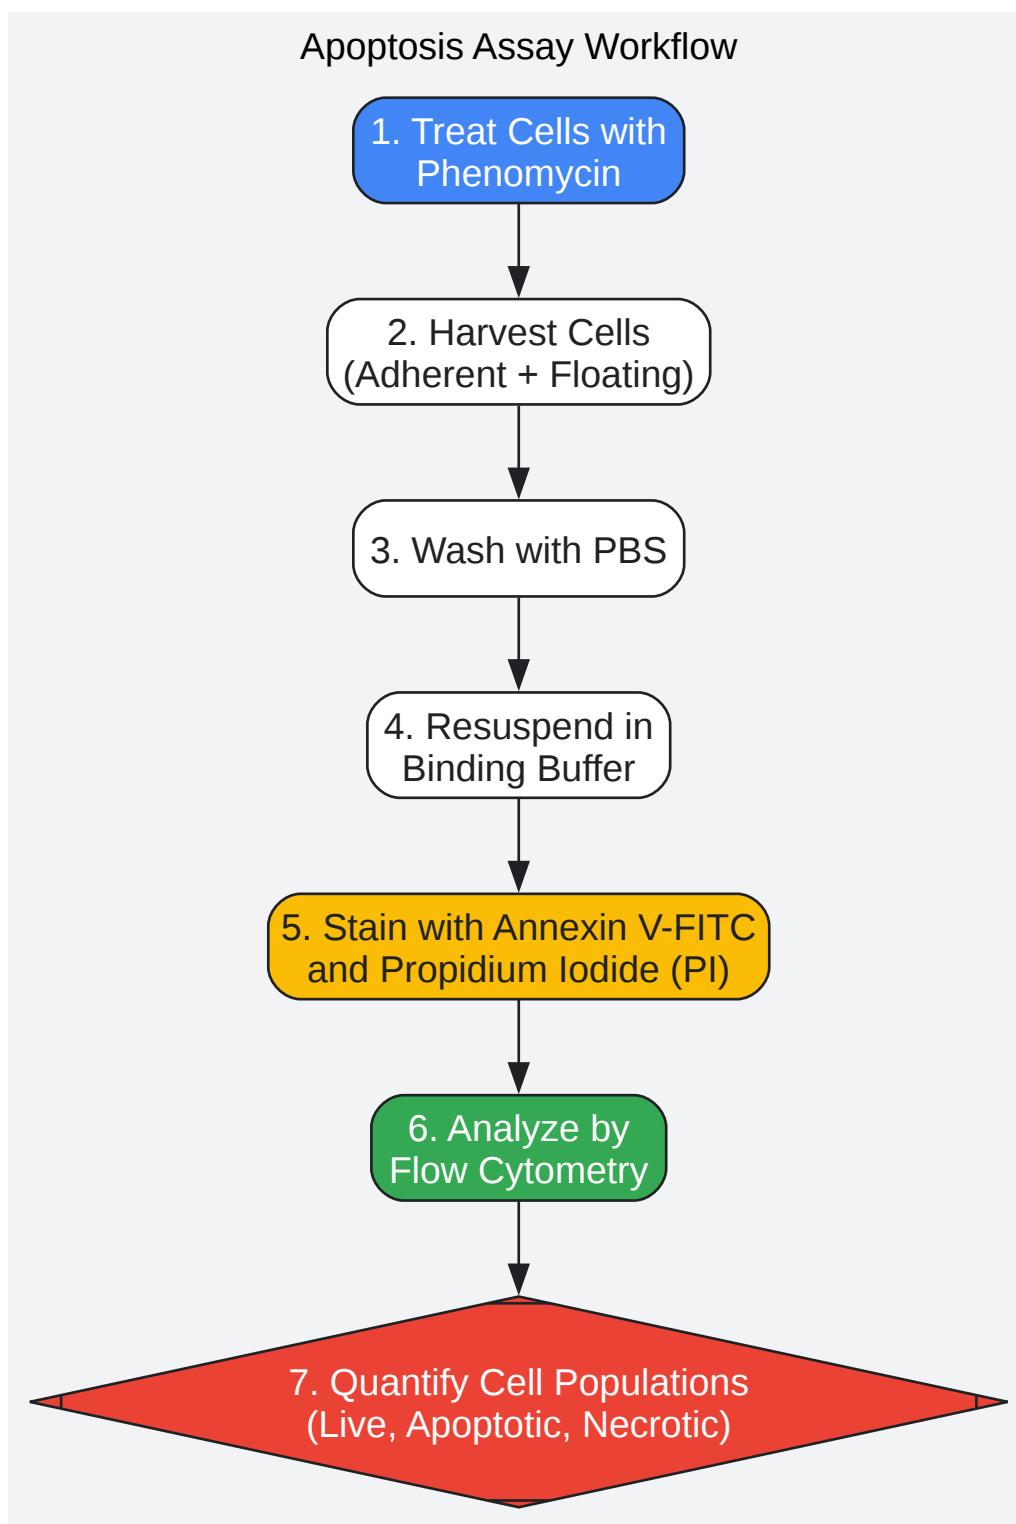 Apoptosis Assay Workflow
1. Treat Cells with
Phenomycin
2. Harvest Cells
(Adherent + Floating)
3. Wash with PBS
4. Resuspend in
Binding Buffer
5. Stain with Annexin V-FITC
and Propidium Iodide (PI)
6. Analyze by
Flow Cytometry
7. Quantify Cell Populations
(Live, Apoptotic, Necrotic)